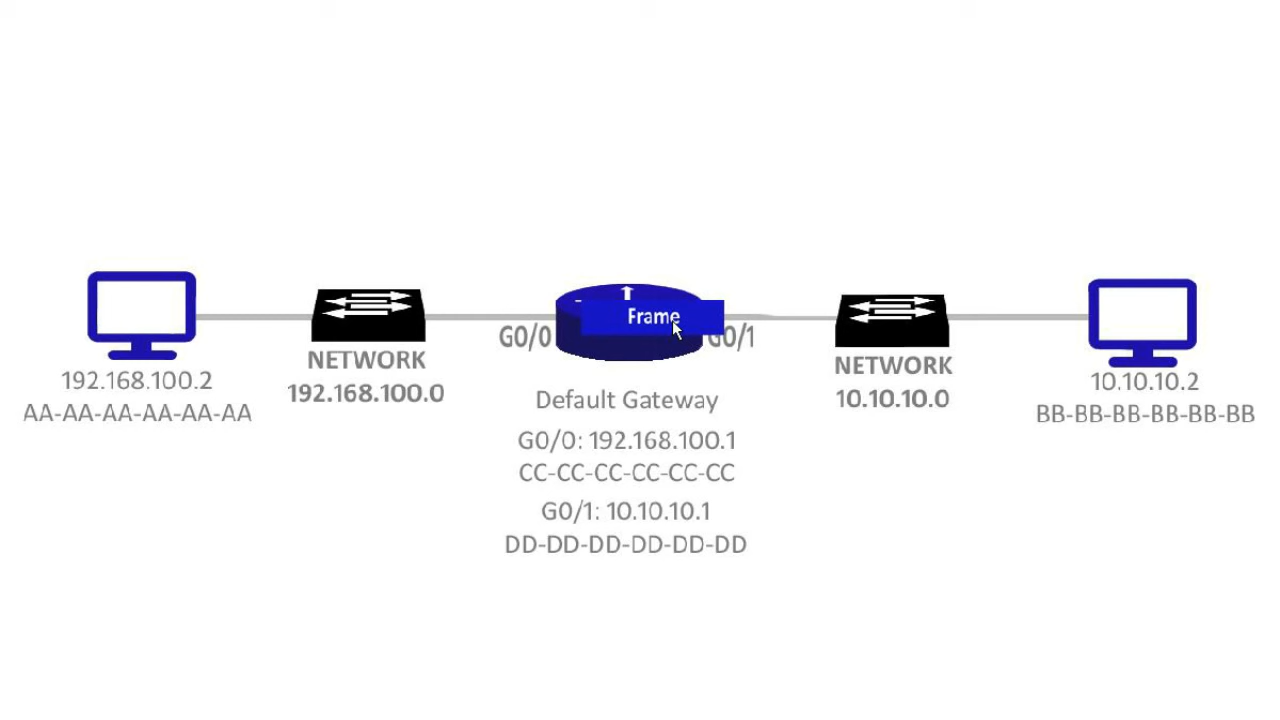 Frame
G0/0
G0/1
NETWORK
192.168.100.0
NETWORK
10.10.10.0
192.168.100.2
AA-AA-AA-AA-AA-AA
10.10.10.2
BB-BB-BB-BB-BB-BB
Default Gateway
G0/0: 192.168.100.1
CC-CC-CC-CC-CC-CC
G0/1: 10.10.10.1
DD-DD-DD-DD-DD-DD